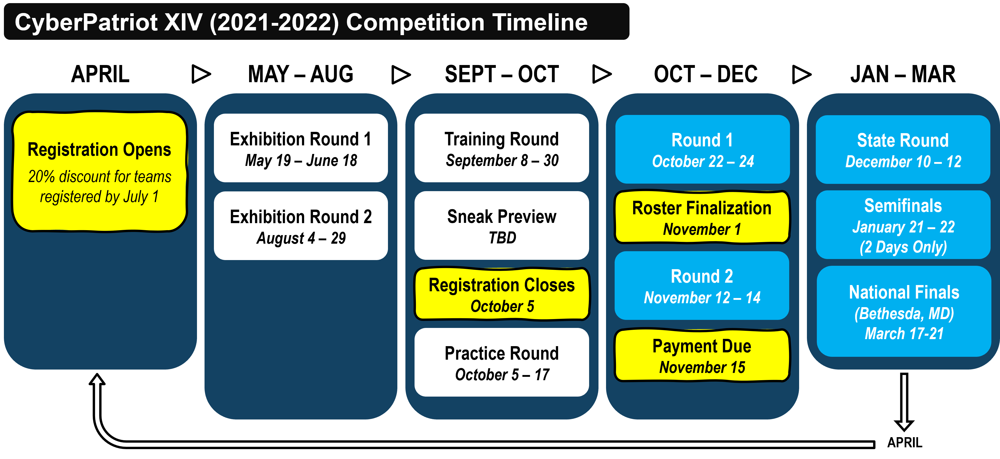 CyberPatriot XIV (2021-2022) Competition Timeline
APRIL
Registration Opens
20% discount for teams
registered by July 1
MAY – AUG
Exhibition Round 1
May 19 – June 18
Exhibition Round 2
August 4 – 29
SEPT – OCT
Training Round
September 8 – 30
Sneak Preview
TBD
Registration Closes
October 5
Practice Round
October 5 – 17
OCT – DEC
Round 1
October 22 – 24
Roster Finalization
November 1
Round 2
November 12 – 14
Payment Due
November 15
JAN – MAR
State Round
December 10 – 12
Semifinals
January 21 – 22
(2 Days Only)
National Finals
(Bethesda, MD)
March 17-21
APRIL